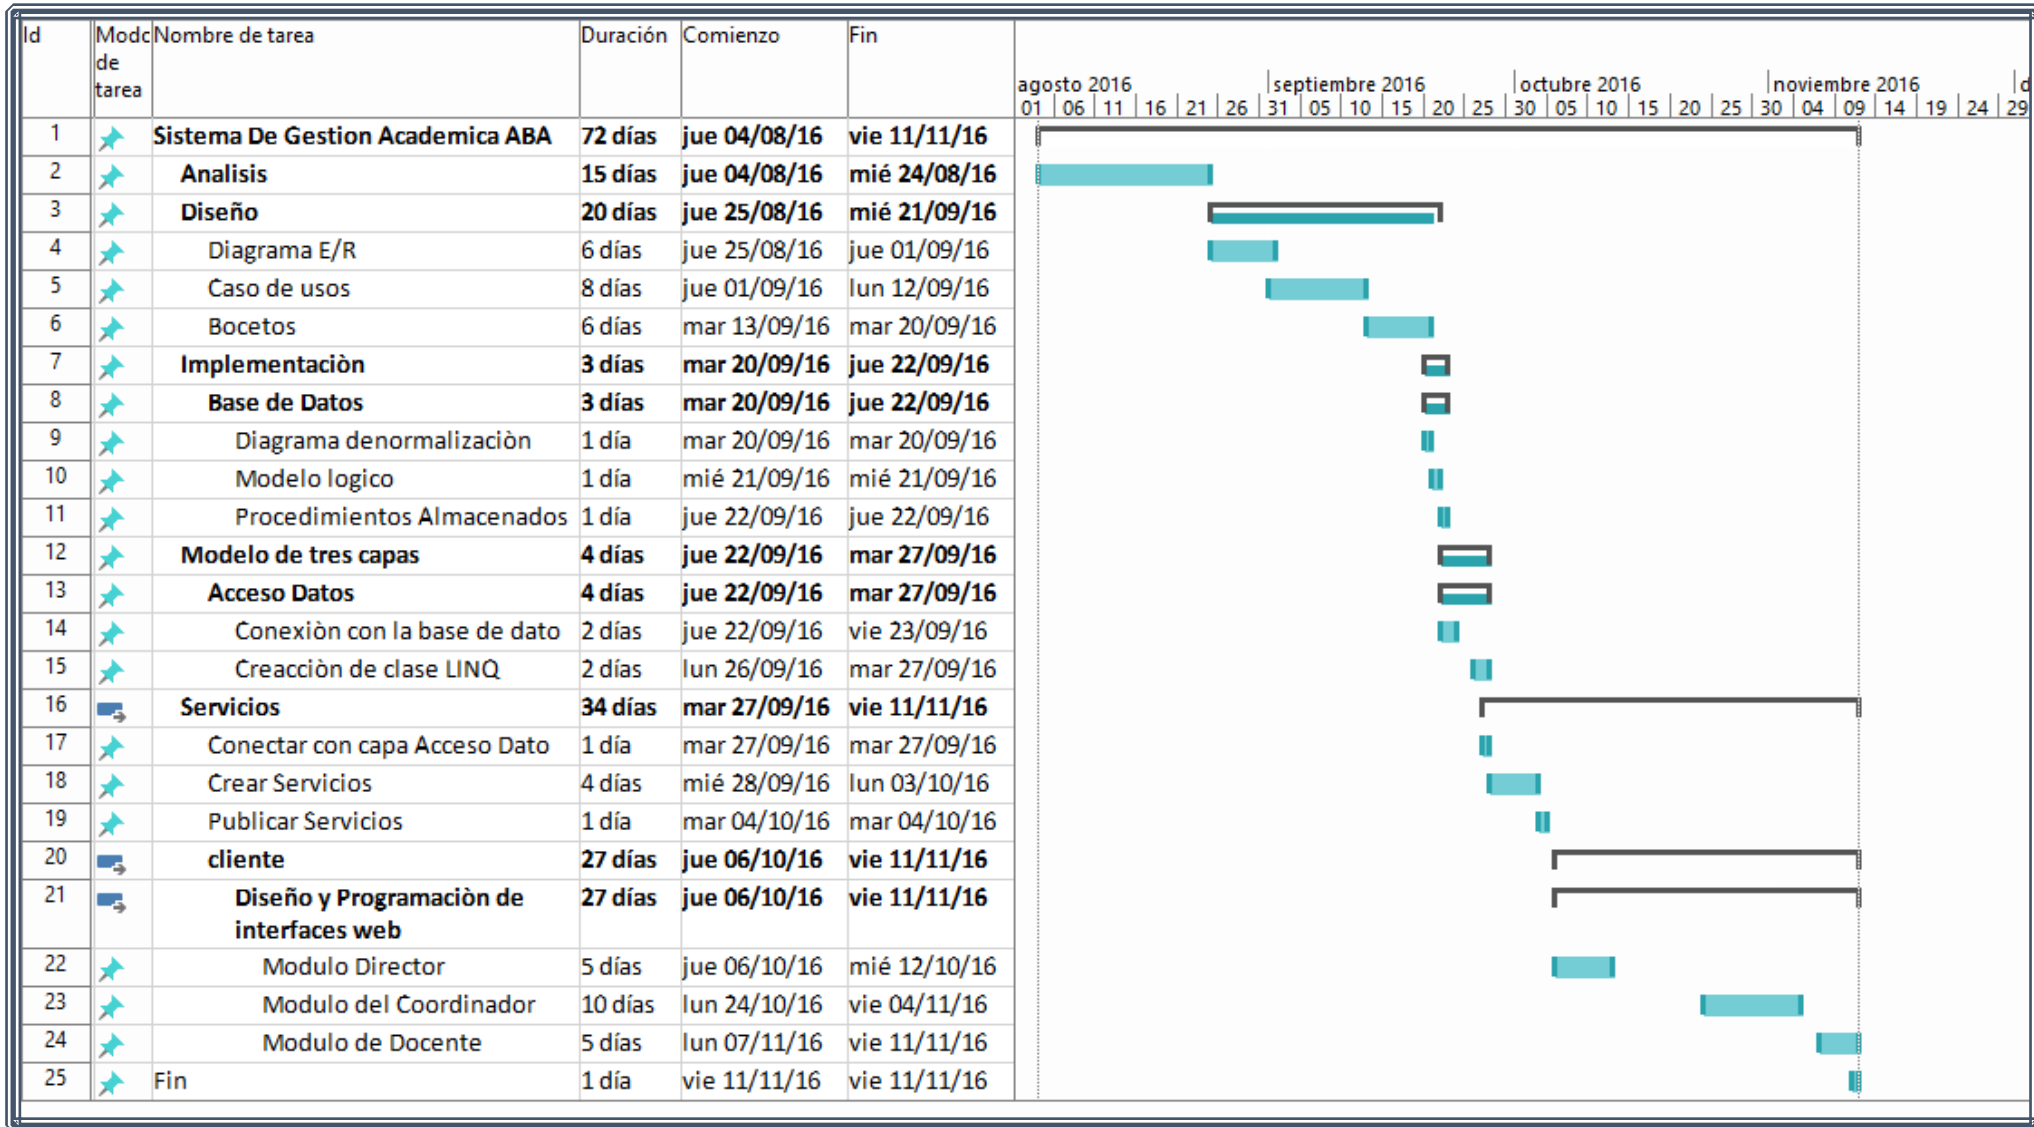 Id Modo de tarea Nombre de tarea Duración Comienzo Fin
agosto 2016 septiembre 2016 octubre 2016 noviembre 2016 d
01 06 11 16 21 26 31 05 10 15 20 25 30 05 10 15 20 25 30 04 09 14 19 24 29
1 Sistema De Gestion Academica ABA 72 días jue 04/08/16 vie 11/11/16
2 Analisis 15 días jue 04/08/16 mié 24/08/16
3 Diseño 20 días jue 25/08/16 mié 21/09/16
4 Diagrama E/R 6 días jue 25/08/16 jue 01/09/16
5 Caso de usos 8 días jue 01/09/16 lun 12/09/16
6 Bocetos 6 días mar 13/09/16 mar 20/09/16
7 Implementaciòn 3 días mar 20/09/16 jue 22/09/16
8 Base de Datos 3 días mar 20/09/16 jue 22/09/16
9 Diagrama denormalizaciòn 1 día mar 20/09/16 mar 20/09/16
10 Modelo logico 1 día mié 21/09/16 mié 21/09/16
11 Procedimientos Almacenados 1 día jue 22/09/16 jue 22/09/16
12 Modelo de tres capas 4 días jue 22/09/16 mar 27/09/16
13 Acceso Datos 4 días jue 22/09/16 mar 27/09/16
14 Conexiòn con la base de dato 2 días jue 22/09/16 vie 23/09/16
15 Creacciòn de clase LINQ 2 días lun 26/09/16 mar 27/09/16
16 Servicios 34 días mar 27/09/16 vie 11/11/16
17 Conectar con capa Acceso Dato 1 día mar 27/09/16 mar 27/09/16
18 Crear Servicios 4 días mié 28/09/16 lun 03/10/16
19 Publicar Servicios 1 día mar 04/10/16 mar 04/10/16
20 cliente 27 días jue 06/10/16 vie 11/11/16
21 Diseño y Programaciòn de 27 días jue 06/10/16 vie 11/11/16
interfaces web
22 Modulo Director 5 días jue 06/10/16 mié 12/10/16
23 Modulo del Coordinador 10 días lun 24/10/16 vie 04/11/16
24 Modulo de Docente 5 días lun 07/11/16 vie 11/11/16
25 Fin 1 día vie 11/11/16 vie 11/11/16